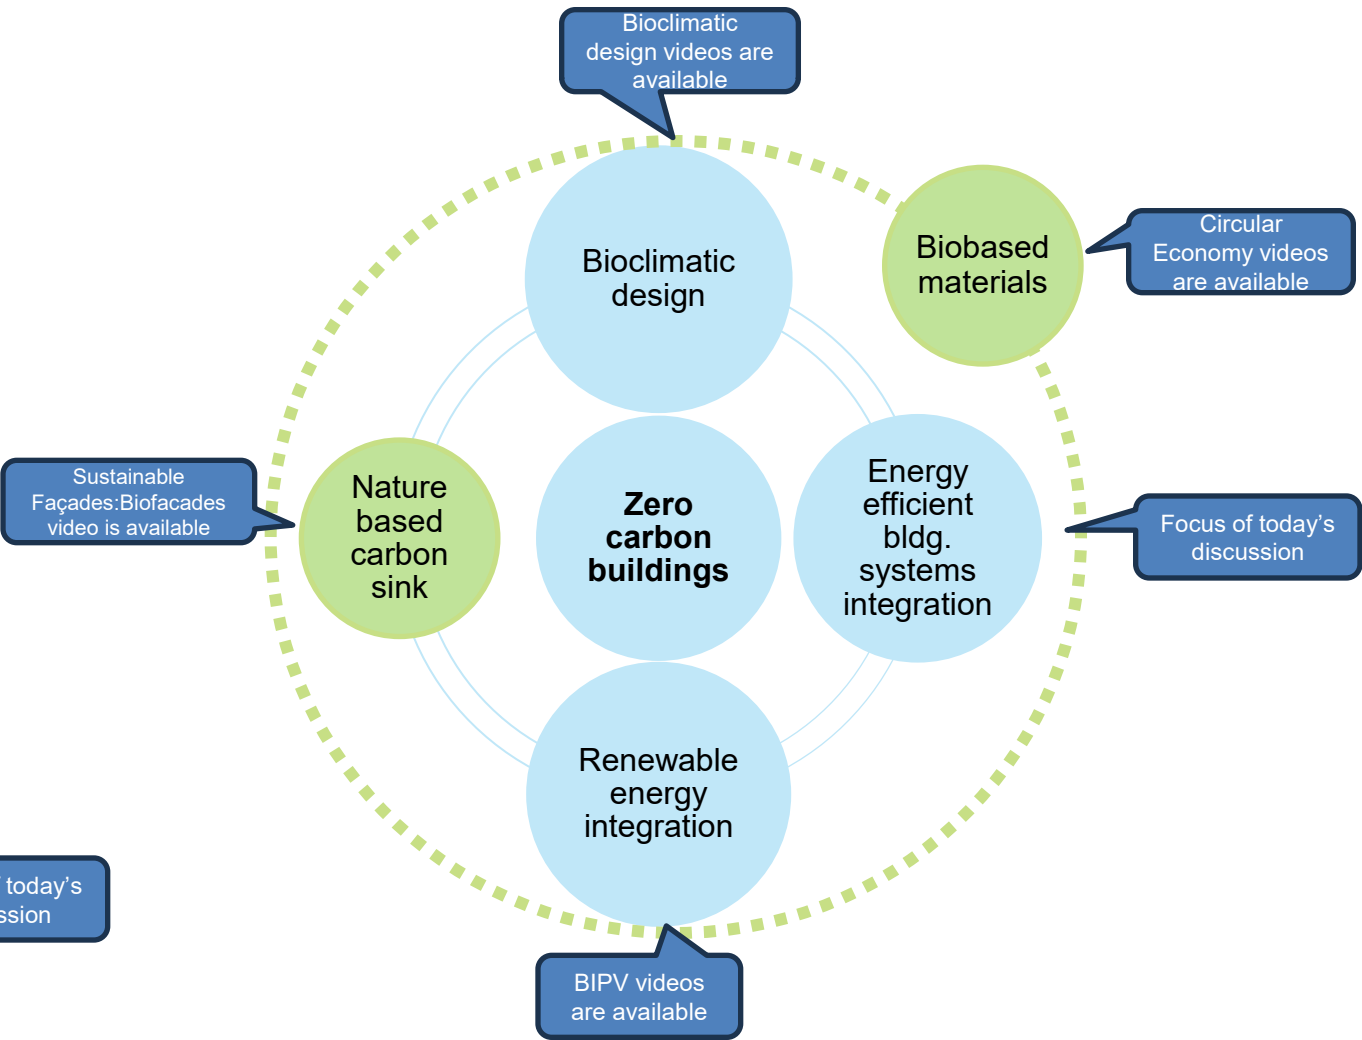 Bioclimatic
design videos are
available
Bioclimatic
design
Biobased
materials
Circular
Economy videos
are available
Sustainable
Façades:Biofacades
video is available
Nature
based
carbon
sink
Zero
carbon
buildings
Energy
efficient
bldg.
systems
integration
Focus of today’s
discussion
Renewable
energy
integration
today’s
BIPV videos
are available